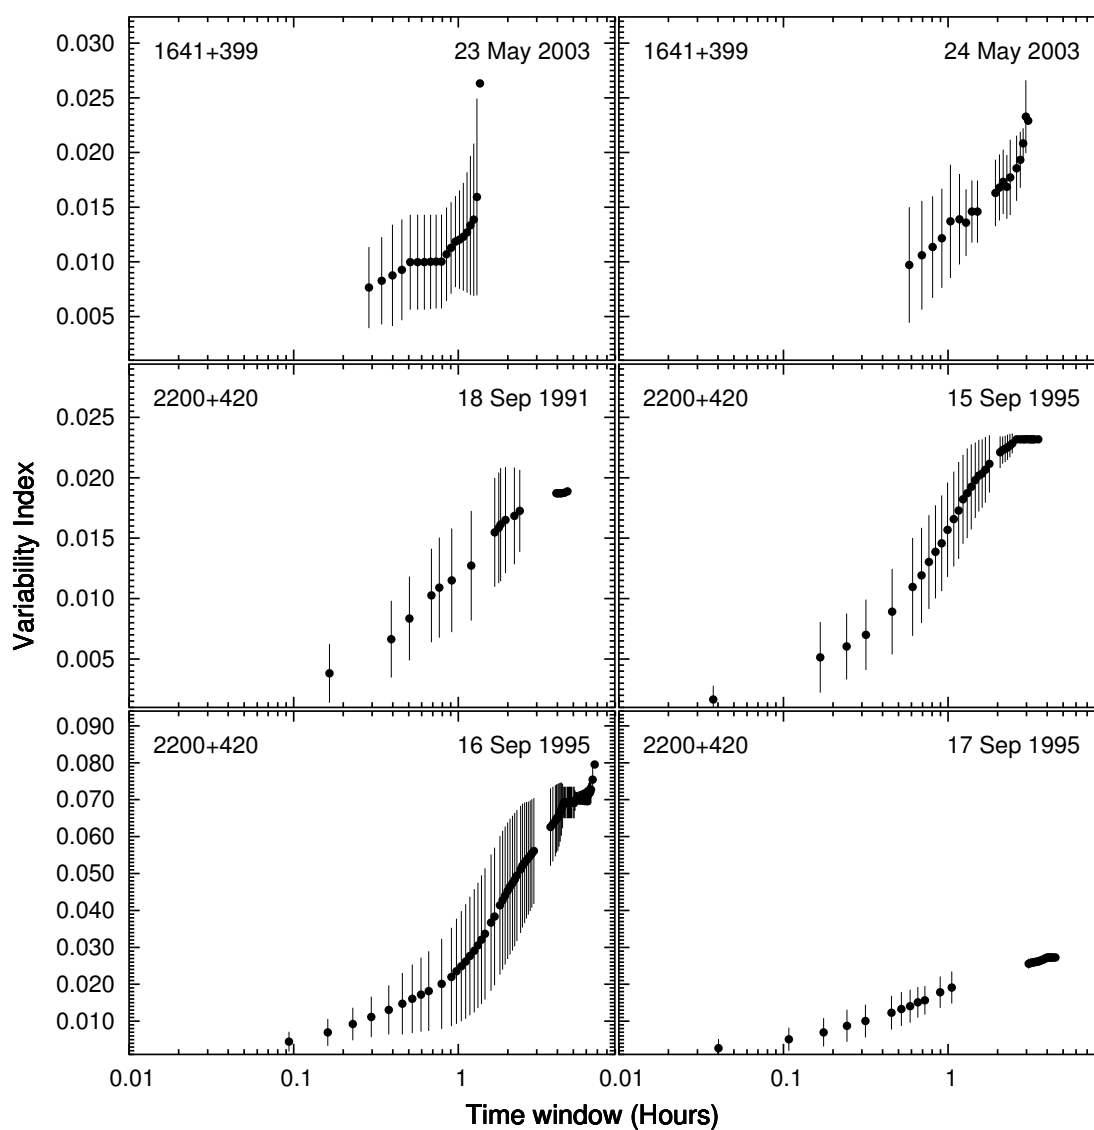 1641+399 23 May 2003
1641+399 24 May 2003
0.030
0.025
0.020
0.015
0.010
0.005
2200+420 18 Sep 1991
2200+420 15 Sep 1995
0.025
0.020
0.015
0.010
0.005
Variability Index
2200+420 16 Sep 1995
2200+420 17 Sep 1995
0.090
0.080
0.070
0.060
0.050
0.040
0.030
0.020
0.010
0.01 0.1 1 0.01 0.1 1
Time window (Hours)